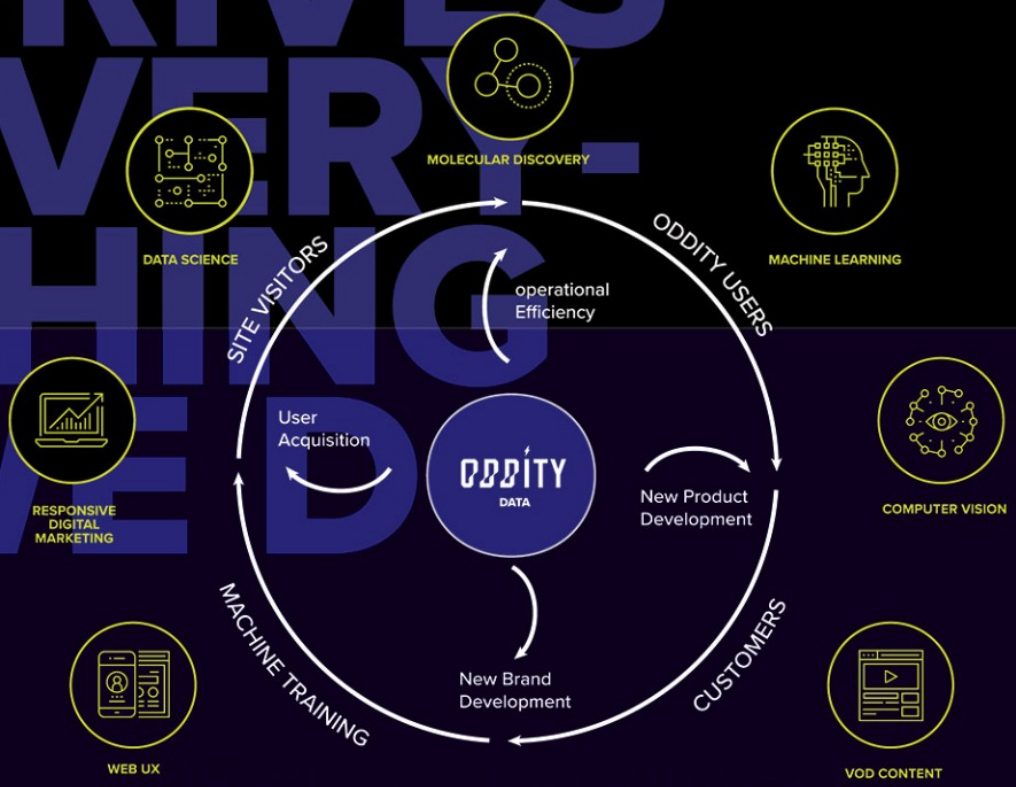 RIVES
VERY-
HING
WE D
MOLECULAR DISCOVERY
DATA SCIENCE
MACHINE LEARNING
SITE VISITORS
ODDITY USERS
operational
Efficiency
User
Acquisition
ODDITY
DATA
New Product
Development
RESPONSIVE
DIGITAL
MARKETING
COMPUTER VISION
MACHINE TRAINING
CUSTOMERS
New Brand
Development
WEB UX
VOD CONTENT